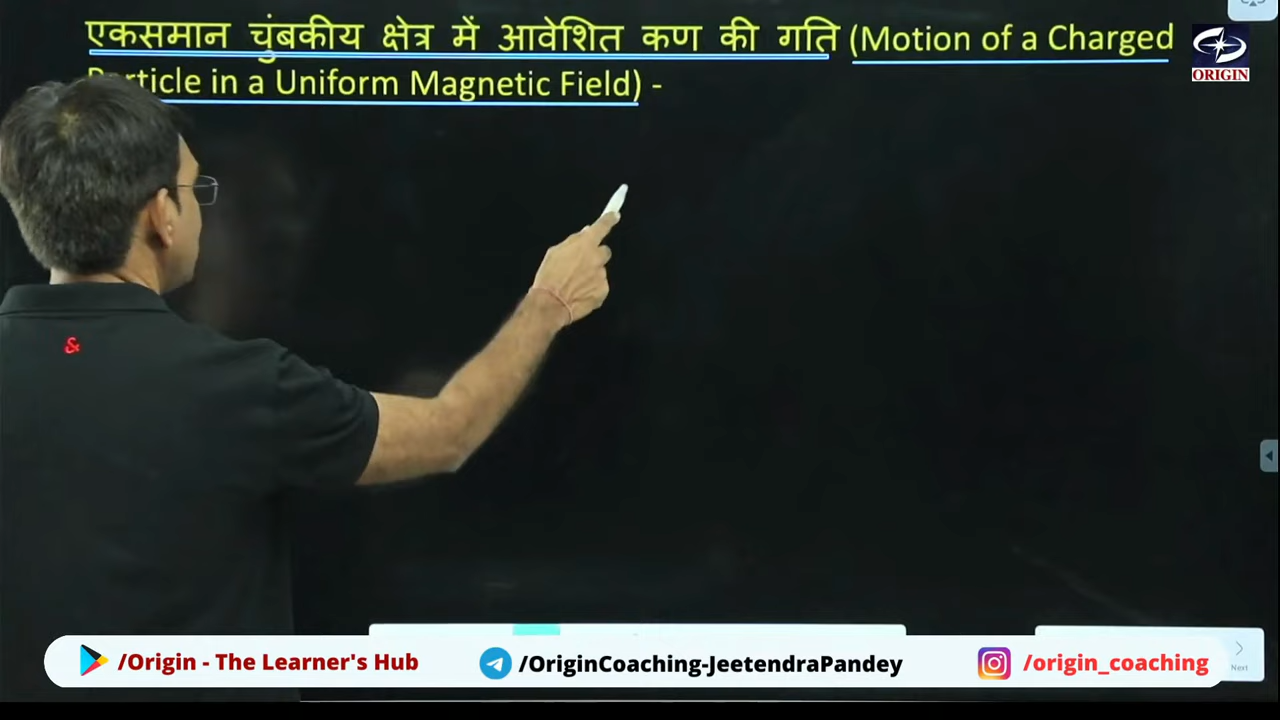 एकसमान चुंबकीय क्षेत्र में आवेशित कण की गति (Motion of a Charged
in a Uniform Magnetic Field) -
ORIGIN
&
/Origin - The Learner's Hub
/OriginCoaching-JeetendraPandey
/origin_coaching
Next